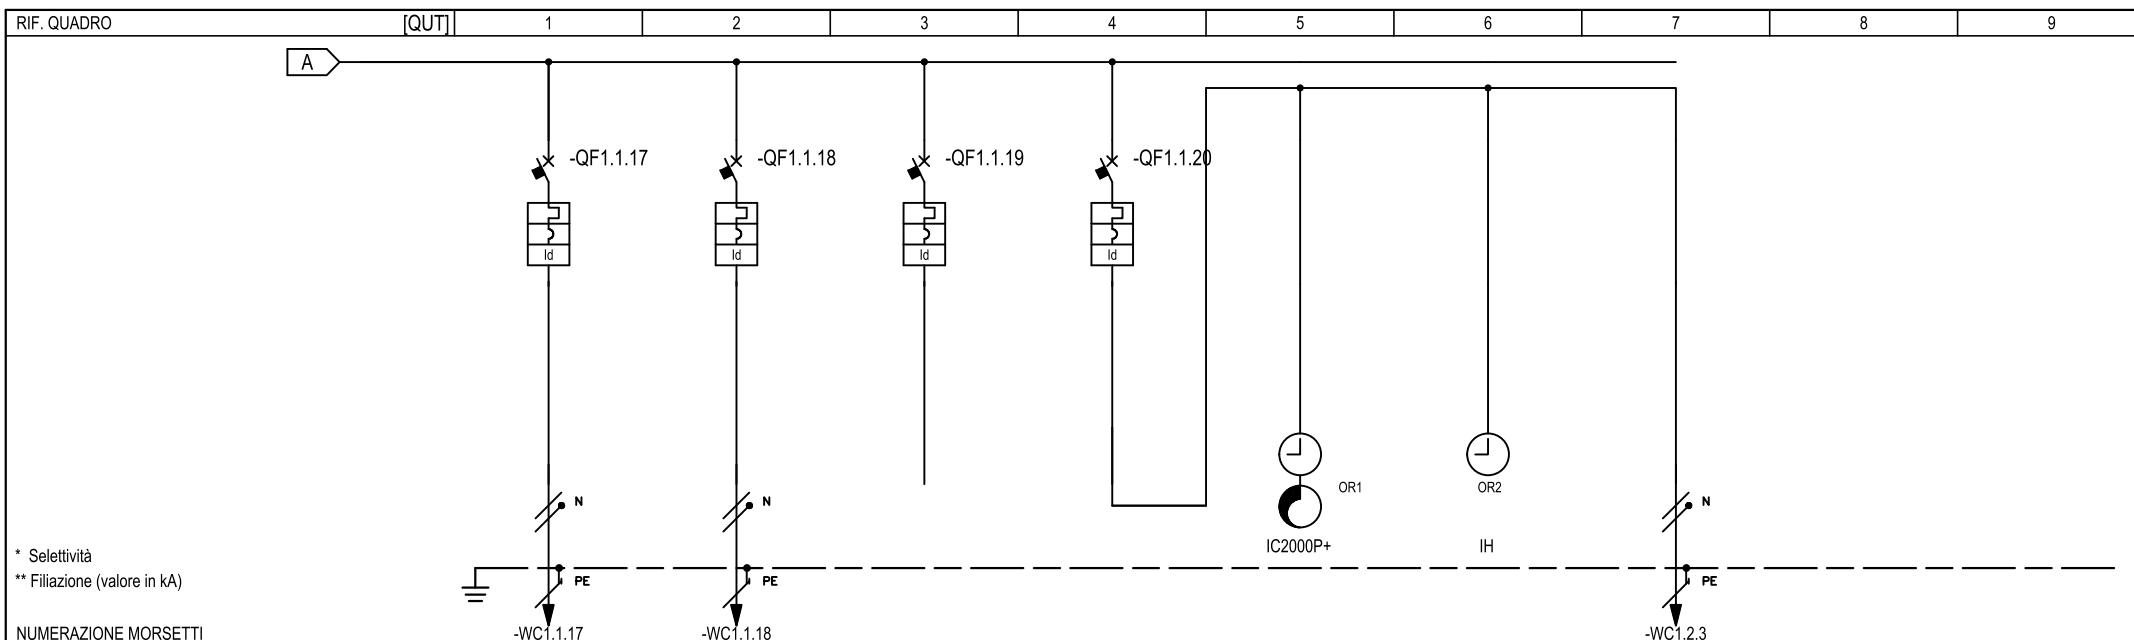 RIF. QUADRO [QUT] 1 2 3 4 5 6 7 8 9
A
-QF1.1.17 -QF1.1.18 -QF1.1.19 -QF1.1.20
Id Id Id Id
OR1 OR2
N N N
IC2000P+ IH
* Selettività
** Filiazione (valore in kA)
PE PE PE
NUMERAZIONE MORSETTI -WC1.1.17 -WC1.1.18 -WC1.2.3